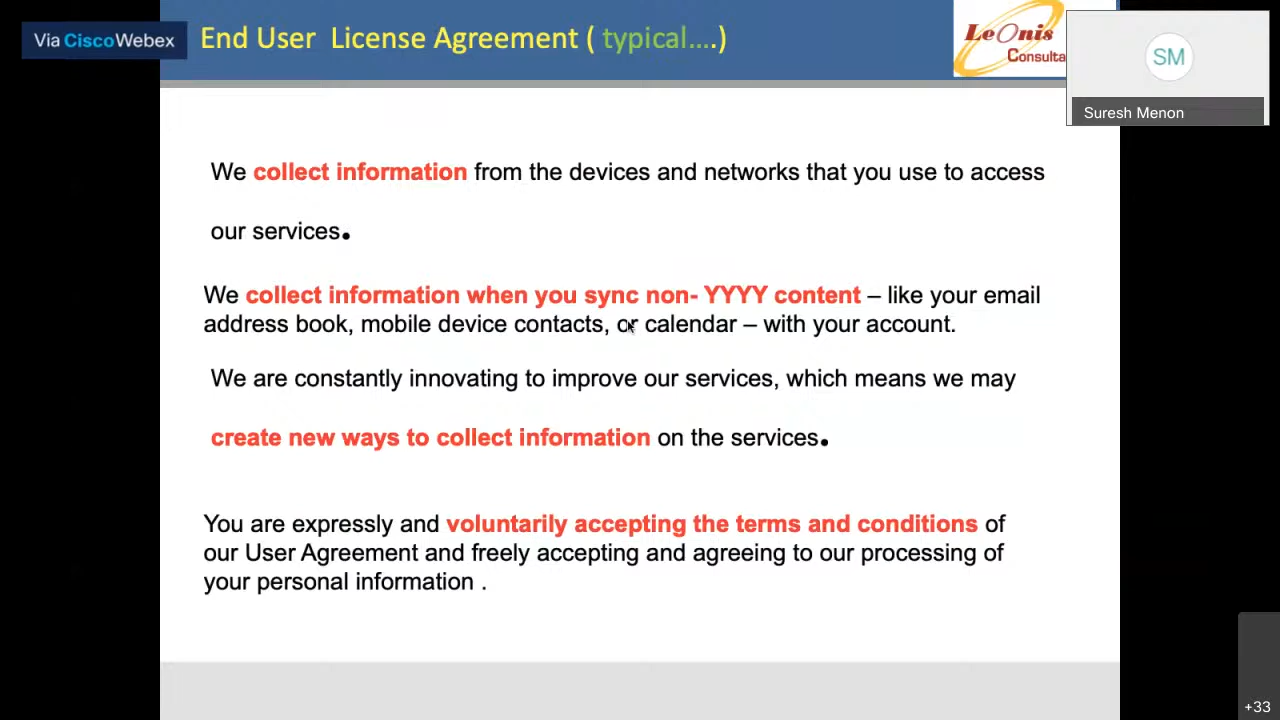 Via CiscoWebex
End User License Agreement ( typical….)
LeOnis
Consulta
SM
Suresh Menon
We collect information from the devices and networks that you use to access
our services.
We collect information when you sync non- YYYY content – like your email
address book, mobile device contacts, or calendar – with your account.
We are constantly innovating to improve our services, which means we may
create new ways to collect information on the services.
You are expressly and voluntarily accepting the terms and conditions of
our User Agreement and freely accepting and agreeing to our processing of
your personal information .
+33